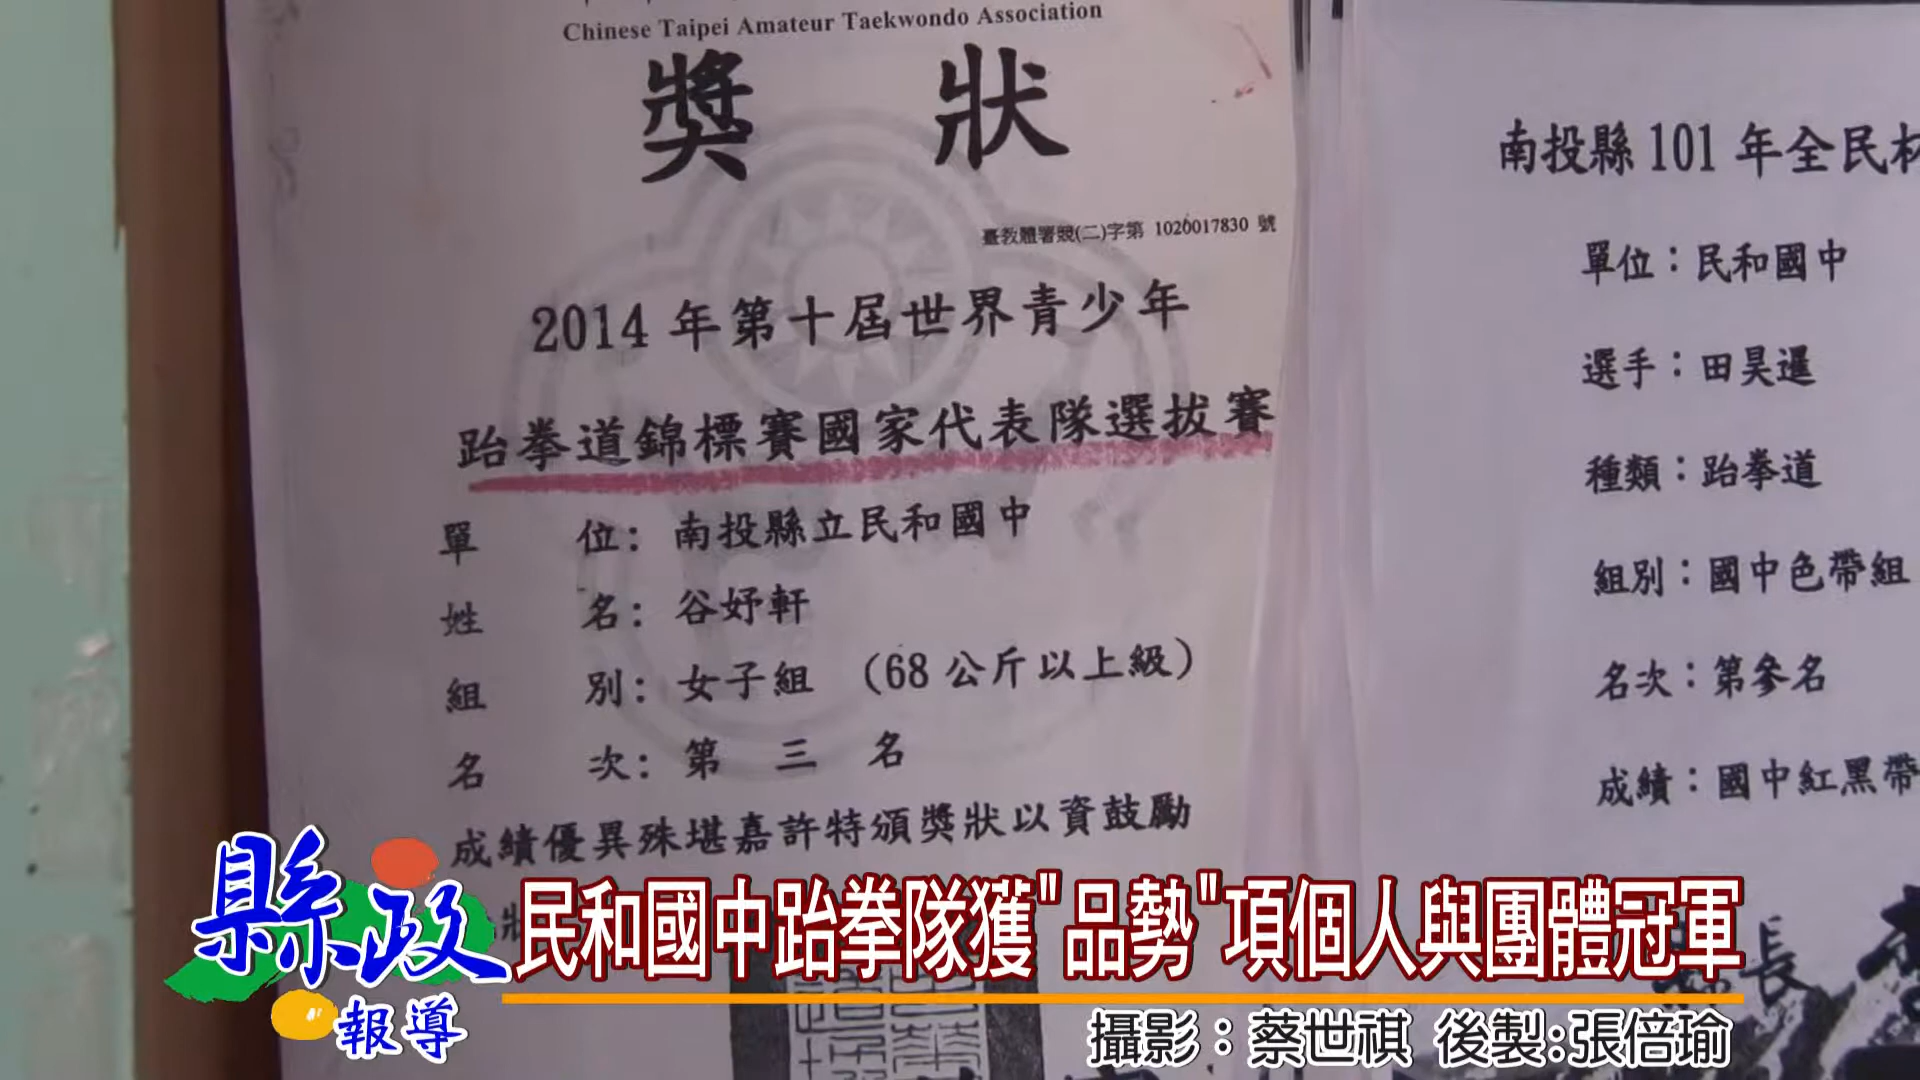 Chinese Taipei Amateur Taekwondo Association
獎 狀
臺教體署競(二)字第 1020017830 號
2014 年第十屆世界青少年
跆拳道錦標賽國家代表隊選拔賽
單 位: 南投縣立民和國中
姓 名: 谷妤軒
組 別: 女子組 (68 公斤以上級)
名 次: 第 三 名
成績優異殊堪嘉許特頒獎狀以資鼓勵
狀
南投縣 101 年全民
單位:民和國中
選手:田昊暹
種類:跆拳道
組別:國中色帶組
名次:第參名
成績:國中紅黑帶
長
縣政
報導
民和國中跆拳隊獲"品勢"項個人與團體冠軍
攝影:蔡世祺 後製:張倍瑜